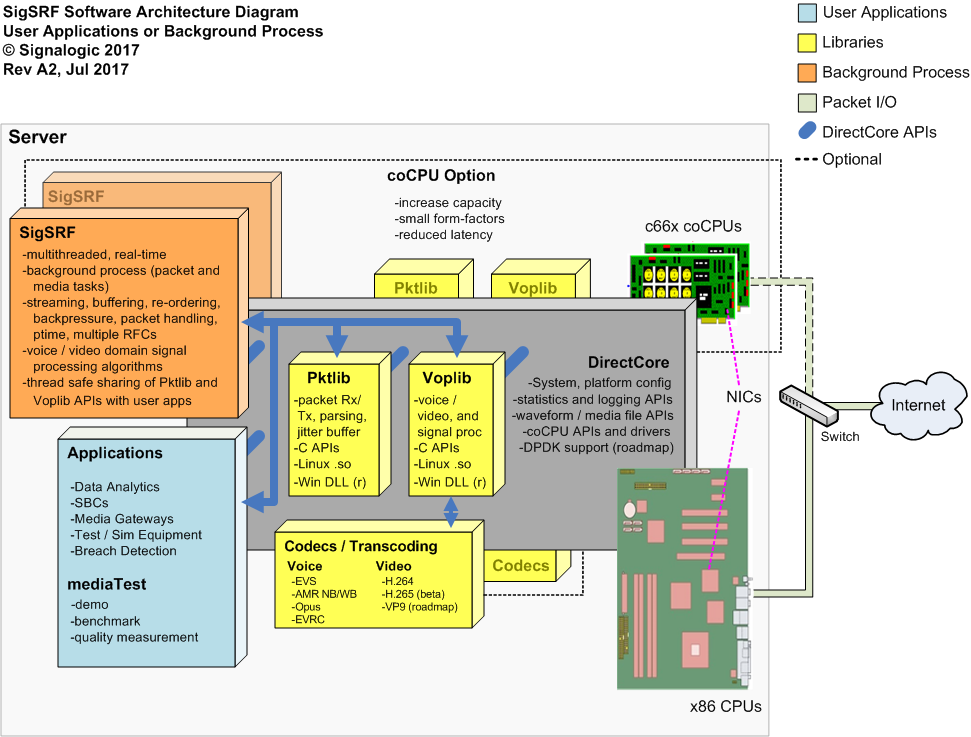 SigSRF Software Architecture Diagram
User Applications or Background Process
© Signalogic 2017
Rev A2, Jul 2017
User Applications
Libraries
Background Process
Packet I/O
DirectCore APIs
Optional
Server
coCPU Option
-increase capacity
-small form-factors
-reduced latency
c66x coCPUs
SigSRF
SigSRF
-multithreaded, real-time
-background process (packet and
media tasks)
-streaming, buffering, re-ordering,
backpressure, packet handling,
ptime, multiple RFCs
-voice / video domain signal
processing algorithms
-thread safe sharing of Pktlib and
Voplib APIs with user apps
Pktlib
Voplib
Pktlib
-packet Rx/
Tx, parsing,
jitter buffer
-C APIs
-Linux .so
-Win DLL (r)
Voplib
-voice /
video, and
signal proc
-C APIs
-Linux .so
-Win DLL (r)
DirectCore
-System, platform config
-statistics and logging APIs
-waveform / media file APIs
-coCPU APIs and drivers
-DPDK support (roadmap)
NICs
Switch
Internet
Applications
-Data Analytics
-SBCs
-Media Gateways
-Test / Sim Equipment
-Breach Detection
mediaTest
-demo
-benchmark
-quality measurement
Codecs / Transcoding
Voice
-EVS
-AMR NB/WB
-Opus
-EVRC
Video
-H.264
-H.265 (beta)
-VP9 (roadmap)
Codecs
x86 CPUs